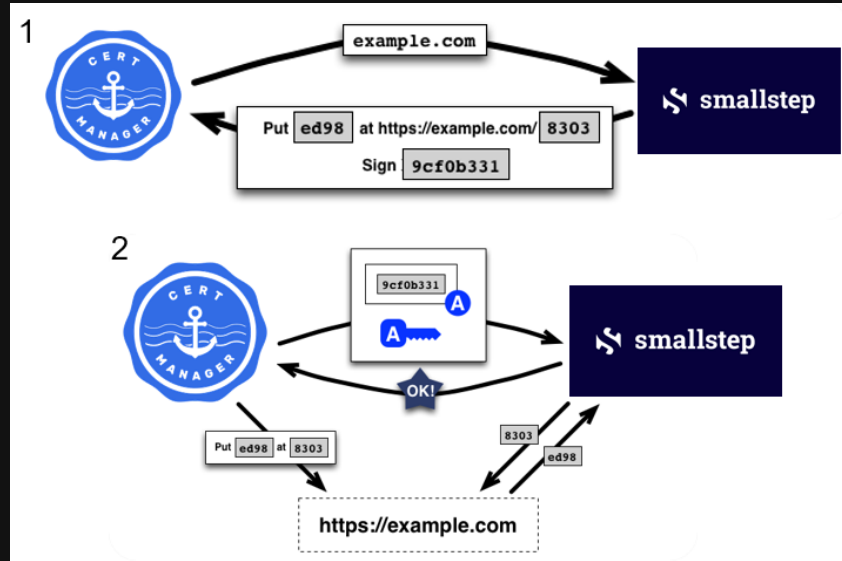 1
CERT
MANAGER
example.com
smallstep
Put ed98 at https://example.com/ 8303
Sign 9cf0b331
2
CERT
MANAGER
9cf0b331
A
A
smallstep
OK!
Put ed98 at 8303
8303
ed98
https://example.com